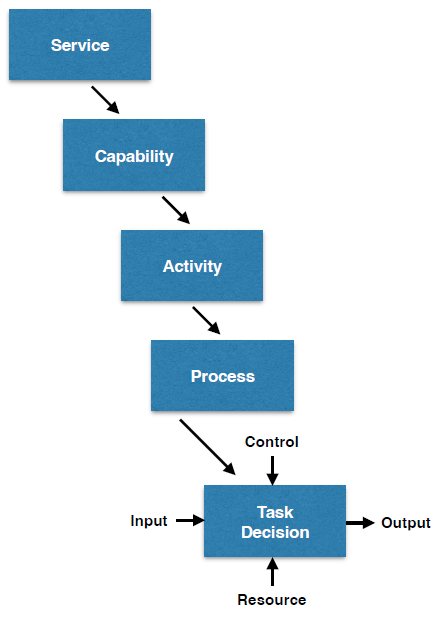 Service
Capability
Activity
Process
Control
Input
Task
Decision
Output
Resource